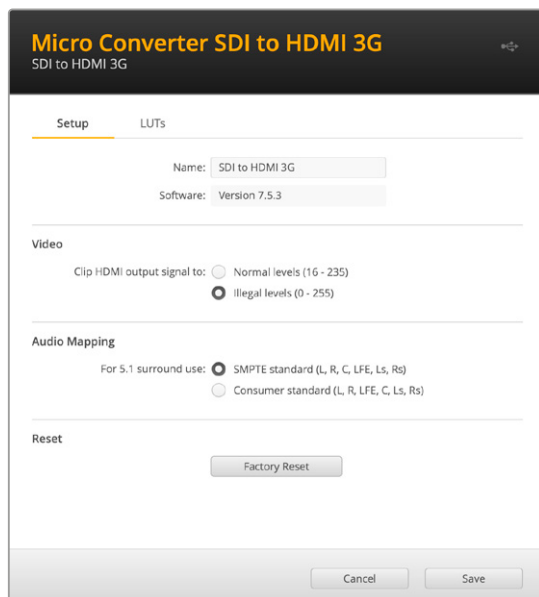 Micro Converter SDI to HDMI 3G
SDI to HDMI 3G
Setup LUTs
Name: SDI to HDMI 3G
Software: Version 7.5.3
Video
Clip HDMI output signal to: Normal levels (16 - 235)
Illegal levels (0 - 255)
Audio Mapping
For 5.1 surround use: SMPTE standard (L, R, C, LFE, Ls, Rs)
Consumer standard (L, R, LFE, C, Ls, Rs)
Reset
Factory Reset
Cancel Save